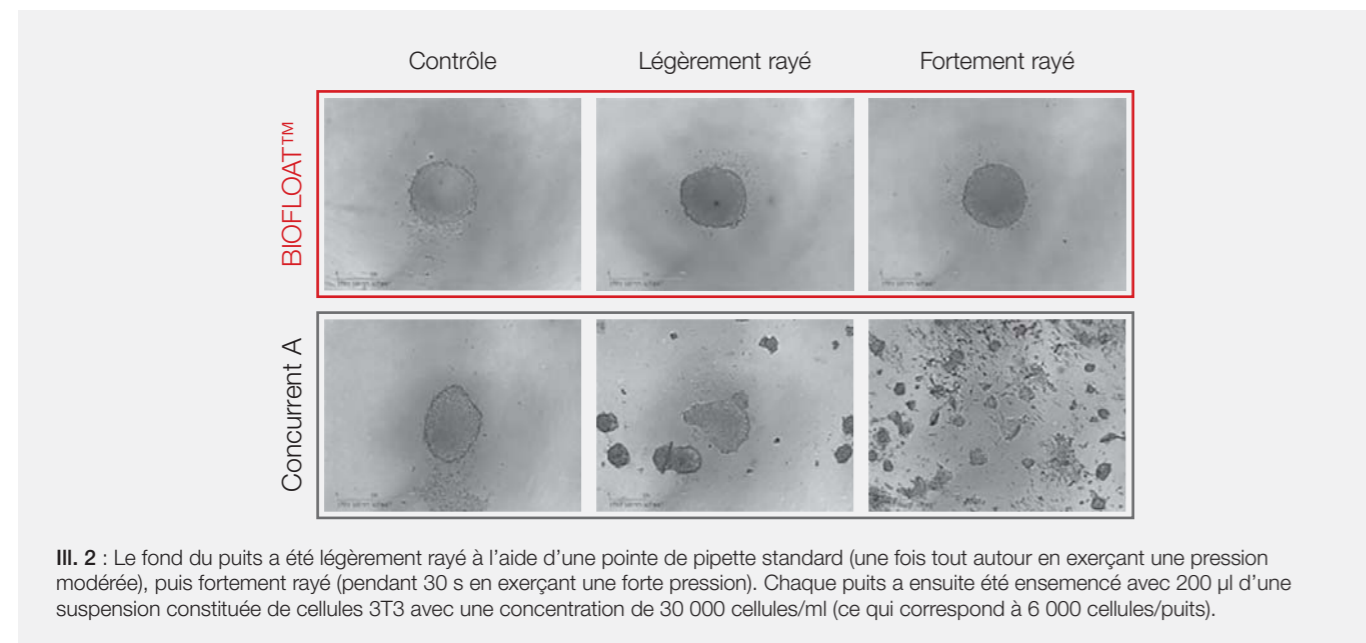 Contrôle Légèrement rayé Fortement rayé
BIOFLOAT™
Concurrent A
Ill. 2 : Le fond du puits a été légèrement rayé à l'aide d'une pointe de pipette standard (une fois tout autour en exerçant une pression
modérée), puis fortement rayé (pendant 30 s en exerçant une forte pression). Chaque puits a ensuite été ensemencé avec 200 µl d'une
suspension constituée de cellules 3T3 avec une concentration de 30 000 cellules/ml (ce qui correspond à 6 000 cellules/puits).